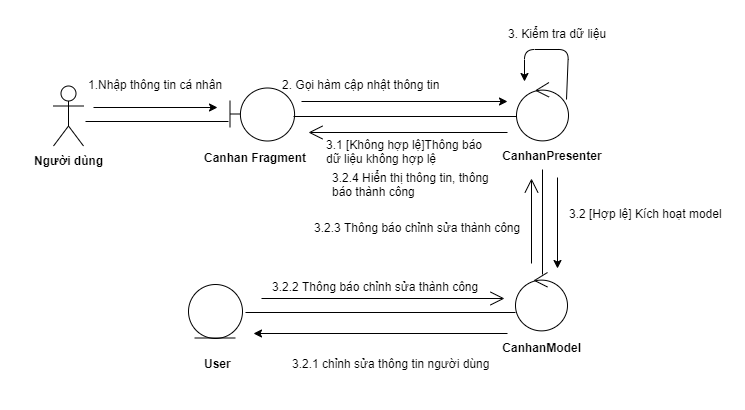 3. Kiểm tra dữ liệu
1.Nhập thông tin cá nhân
2. Gọi hàm cập nhật thông tin
Người dùng
Canhan Fragment
3.1 [Không hợp lệ]Thông báo
dữ liệu không hợp lệ
CanhanPresenter
3.2.4 Hiển thị thông tin, thông
báo thành công
3.2 [Hợp lệ] Kích hoạt model
3.2.3 Thông báo chỉnh sửa thành công
3.2.2 Thông báo chỉnh sửa thành công
CanhanModel
User
3.2.1 chỉnh sửa thông tin người dùng